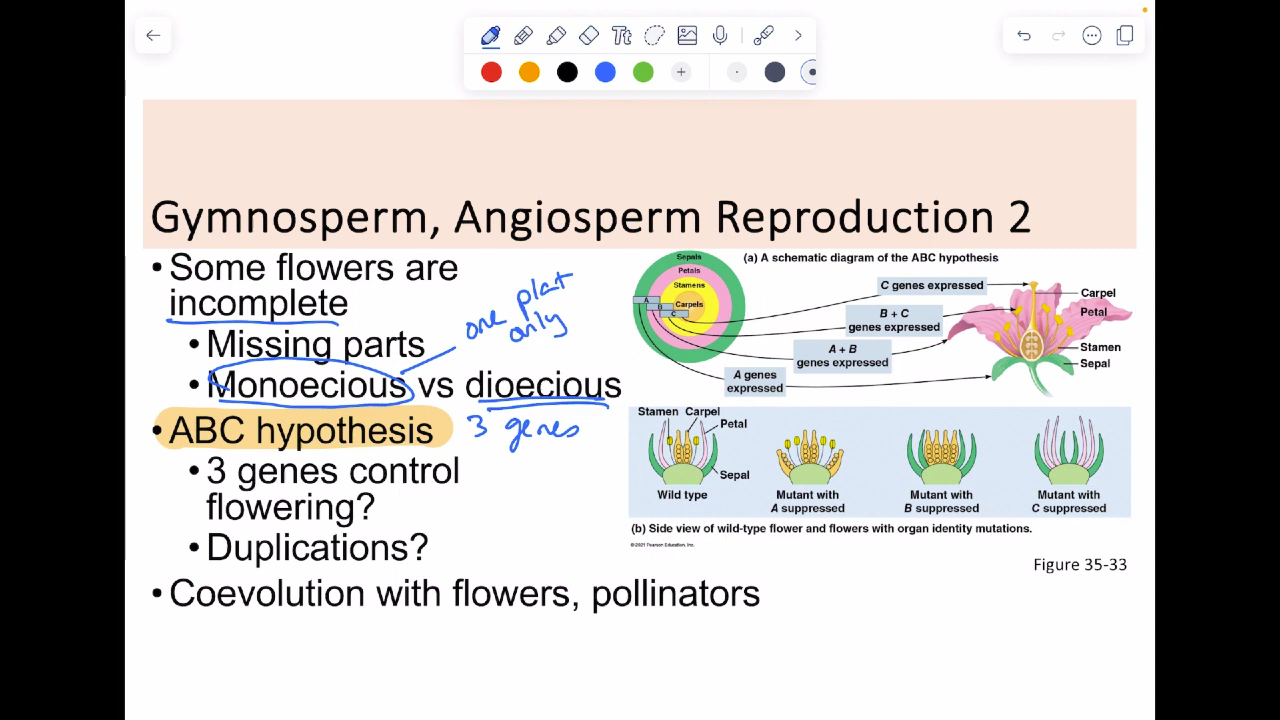 Tt
Gymnosperm, Angiosperm Reproduction 2
• Some flowers are
incomplete
• Missing parts
• Monoecious vs dioecious
one plant
only
• ABC hypothesis
3 genes
• 3 genes control
flowering?
• Duplications?
• Coevolution with flowers, pollinators
(a) A schematic diagram of the ABC hypothesis
Sepals
Petals
Stamens
Carpels
A
B
C
C genes expressed
B + C
genes expressed
A + B
genes expressed
A genes
expressed
Carpel
Petal
Stamen
Sepal
Stamen Carpel
Petal
Sepal
Wild type
Mutant with
A suppressed
Mutant with
B suppressed
Mutant with
C suppressed
(b) Side view of wild-type flower and flowers with organ identity mutations.
© 2021 Pearson Education, Inc.
Figure 35-33